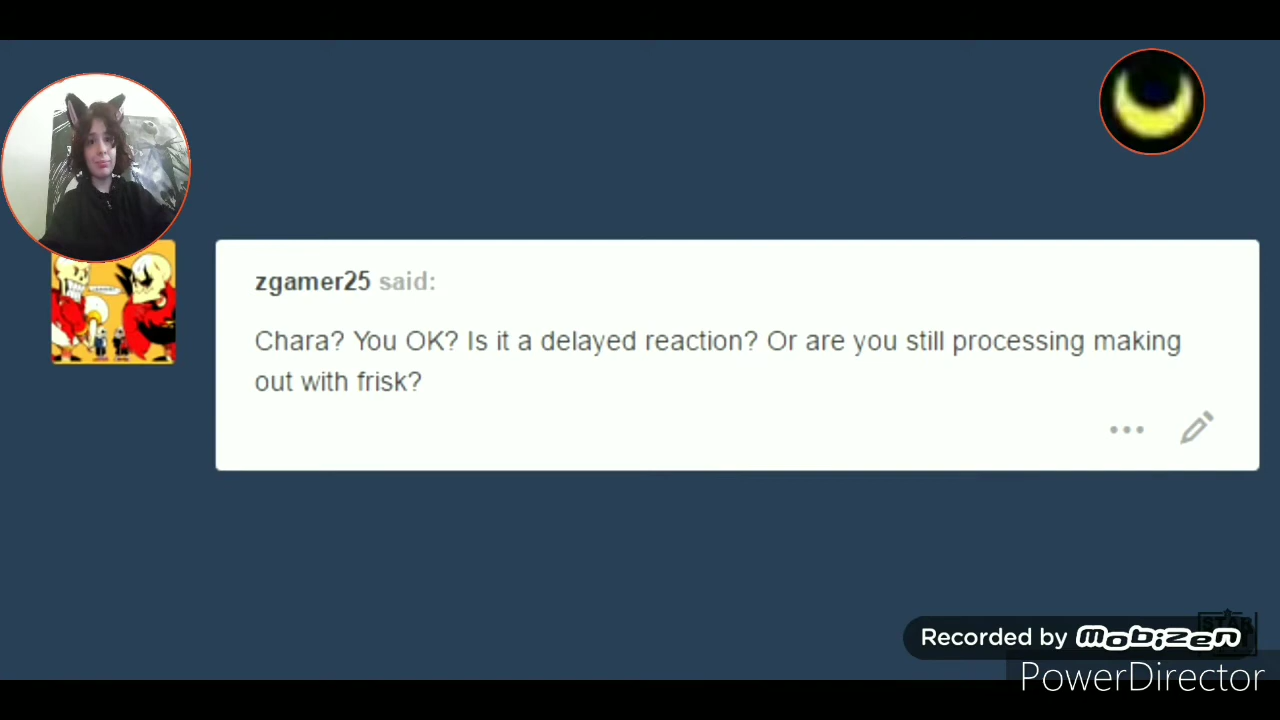 zgamer25 said:
Chara? You OK? Is it a delayed reaction? Or are you still processing making
out with frisk?
STAR
Recorded by mobizen
PowerDirector